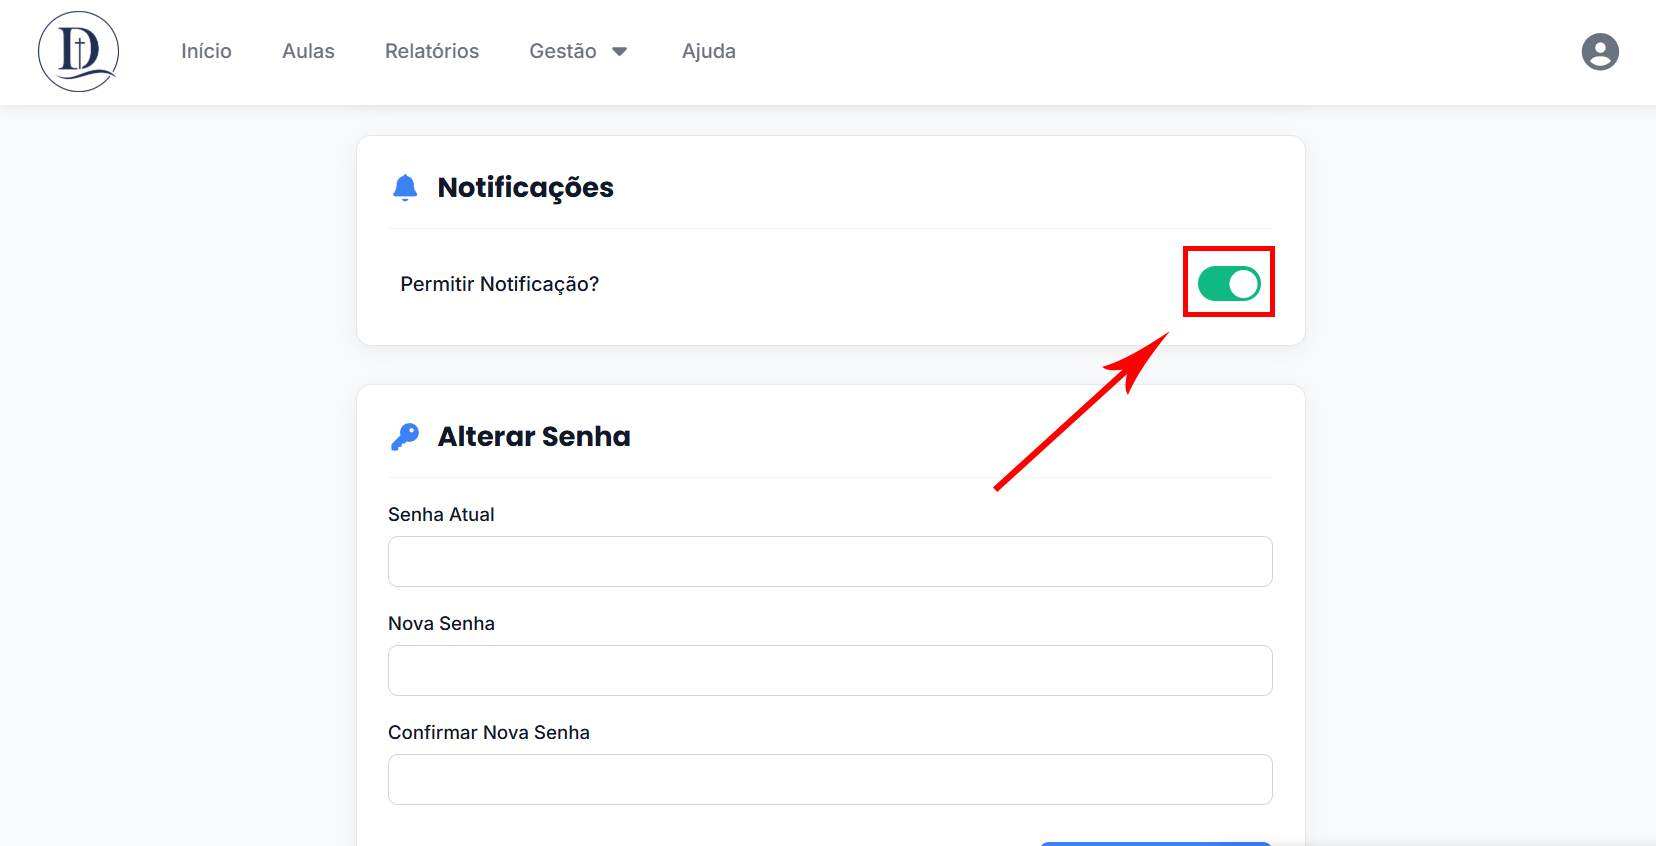 D
Início Aulas Relatórios Gestão Ajuda
Notificações
Permitir Notificação?
Alterar Senha
Senha Atual
Nova Senha
Confirmar Nova Senha